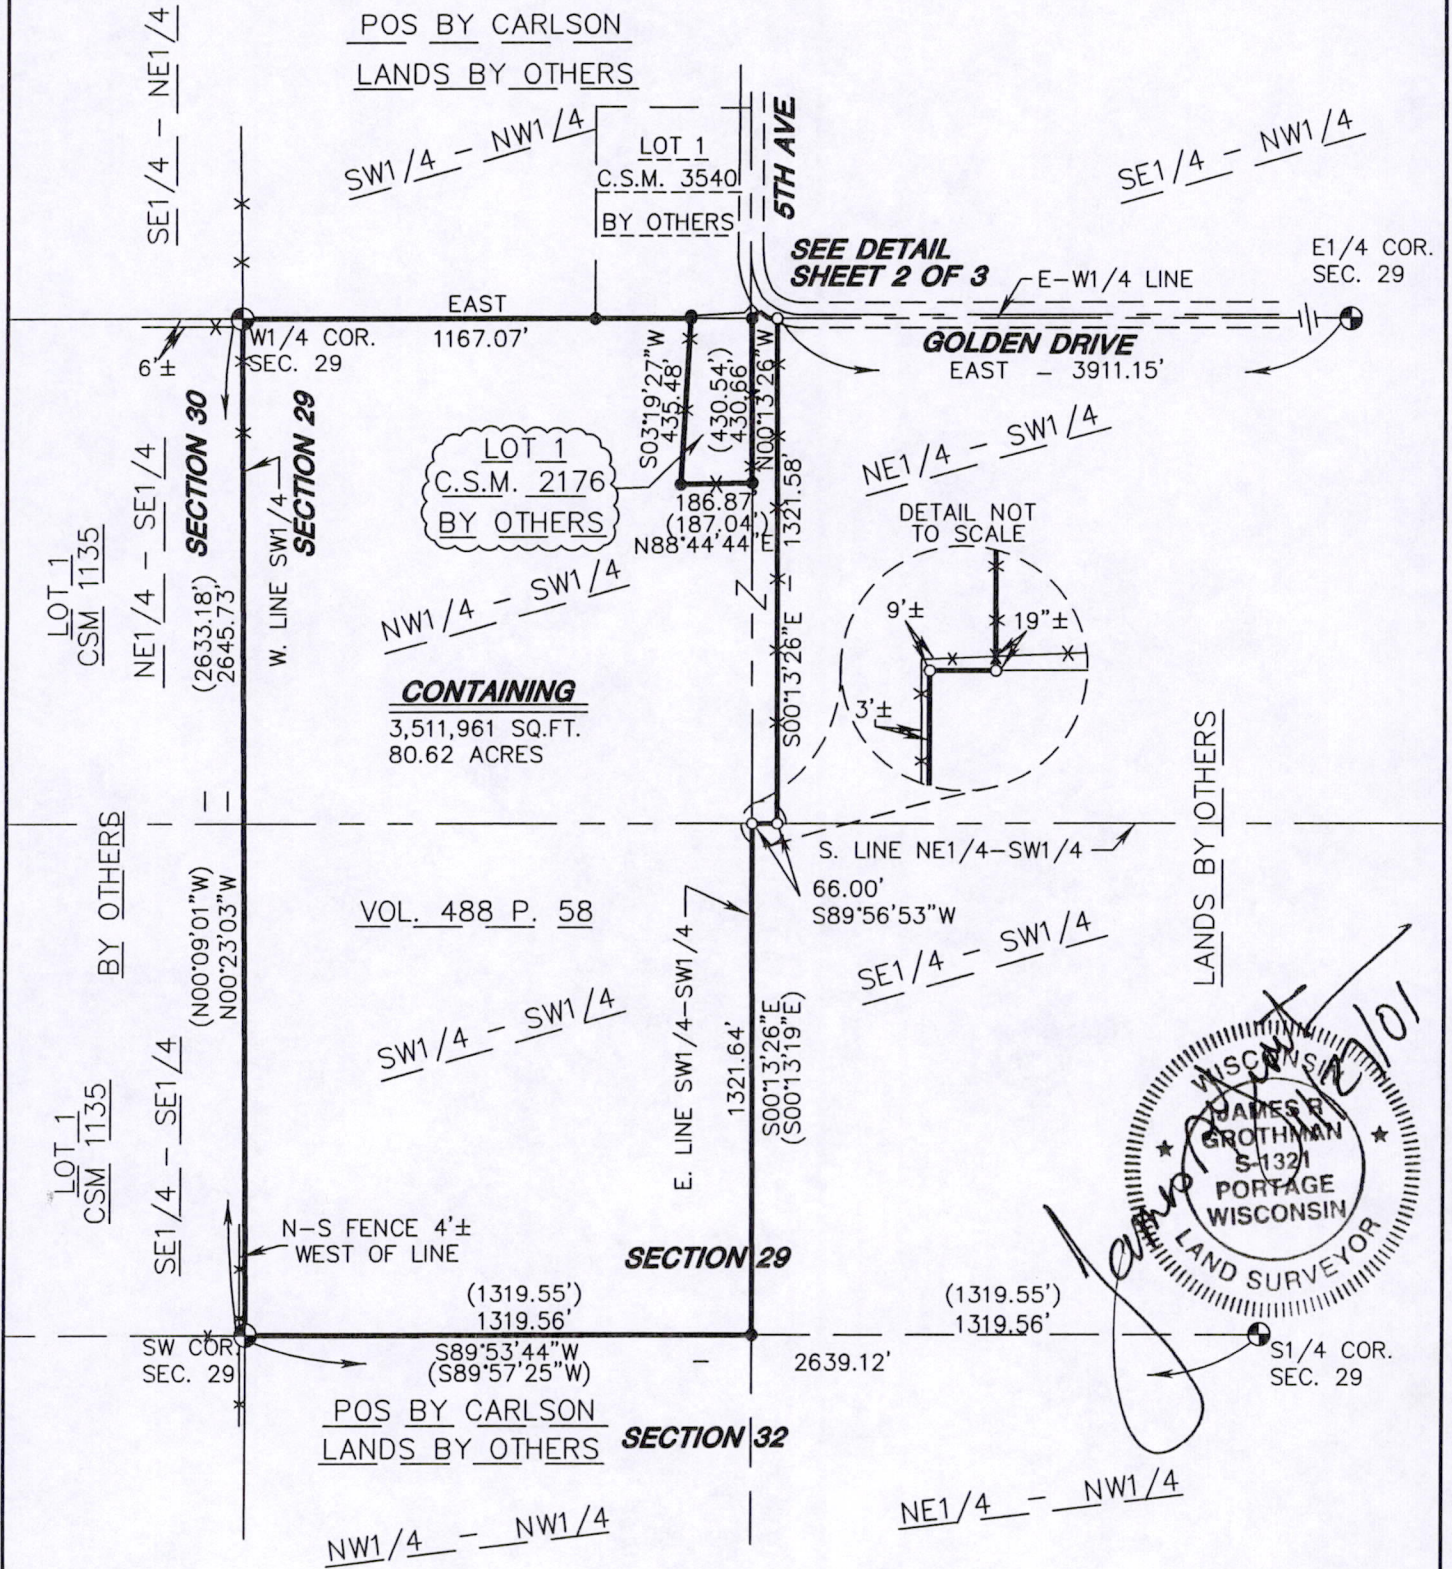 POS BY CARLSON
LANDS BY OTHERS
SE1/4 - NE1/4
SW1/4 - NW1/4
LOT 1
C.S.M. 3540
BY OTHERS
5TH AVE
SE1/4 - NW1/4
SEE DETAIL
SHEET 2 OF 3
E-W1/4 LINE
E1/4 COR.
SEC. 29
EAST
1167.07'
W1/4 COR.
SEC. 29
6'±
GOLDEN DRIVE
EAST - 3911.15'
S03°19'27"W
435.48'
(430.54')
430.66'
N00°13'26"W
SECTION 30
SECTION 29
W. LINE SW1/4
LOT 1
C.S.M. 2176
BY OTHERS
186.87'
(187.04')
N88°44'44"E
NE1/4 - SW1/4
DETAIL NOT
TO SCALE
9'±
19"±
3'±
S00°13'26"E - 1321.58'
NE1/4 - SE1/4
LOT 1
CSM 1135
NW1/4 - SW1/4
(N00°09'01"W) - (2633.18')
N00°23'03"W - 2645.73'
CONTAINING
3,511,961 SQ.FT.
80.62 ACRES
LANDS BY OTHERS
BY OTHERS
S. LINE NE1/4-SW1/4
66.00'
S89°56'53"W
VOL. 488 P. 58
E. LINE SW1/4-SW1/4
SE1/4 - SW1/4
SW1/4 - SW1/4
1321.64'
S00°13'26"E
(S00°13'19"E)
SE1/4 - SE1/4
LOT 1
CSM 1135
11/27/01
WISCONSIN
JAMES R
GROTHMAN
S-1321
PORTAGE
WISCONSIN
LAND SURVEYOR
N-S FENCE 4'±
WEST OF LINE
SECTION 29
(1319.55')
1319.56'
(1319.55')
1319.56'
SW COR.
SEC. 29
S89°53'44"W - 2639.12'
(S89°57'25"W)
S1/4 COR.
SEC. 29
POS BY CARLSON
LANDS BY OTHERS
SECTION 32
NW1/4 - NW1/4
NE1/4 - NW1/4